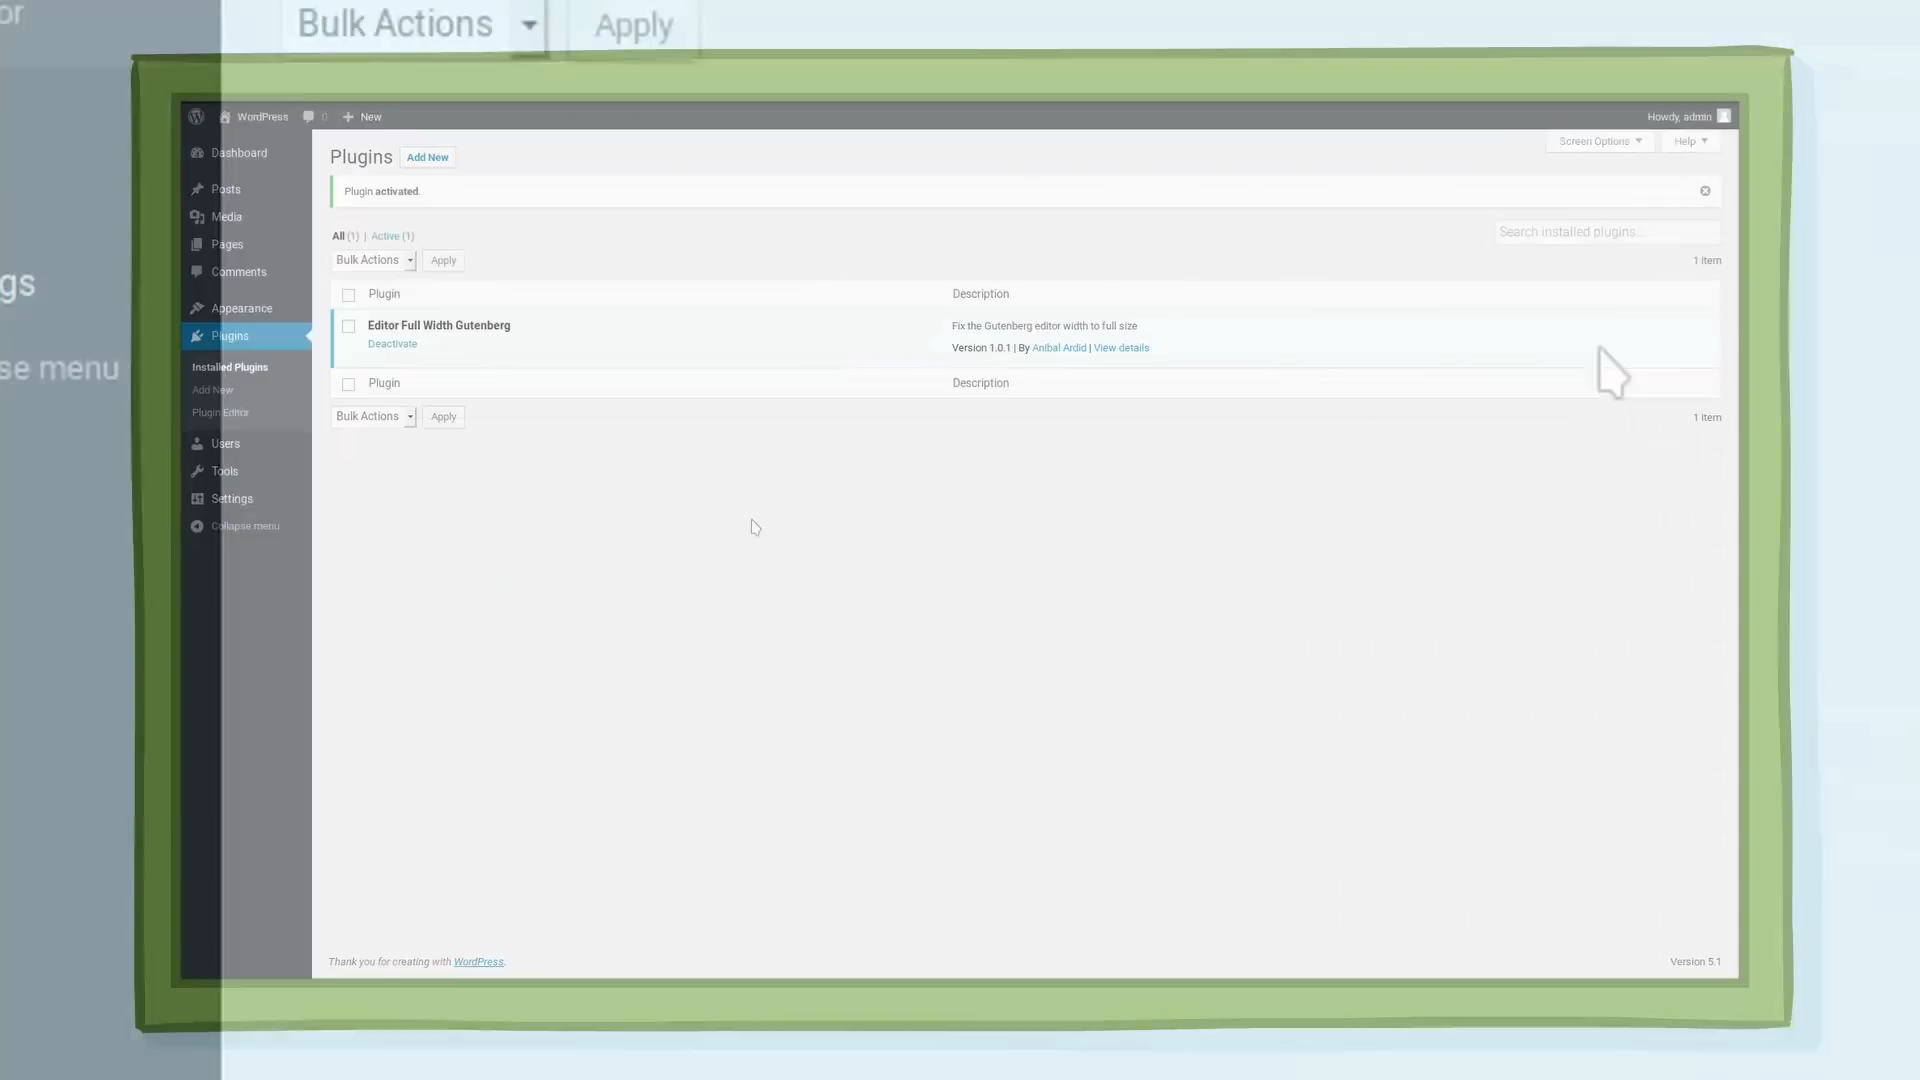 or
Bulk Actions Apply
WordPress 0 New Howdy, admin
Dashboard
Posts
Media
Pages
Comments
Appearance
Plugins
Installed Plugins
Add New
Plugin Editor
Users
Tools
Settings
Collapse menu
gs
se menu
Plugins Add New Screen Options Help
Plugin activated.
All (1) | Active (1) Search installed plugins...
Bulk Actions Apply 1 item
Plugin Description
Editor Full Width Gutenberg Fix the Gutenberg editor width to full size
Deactivate Version 1.0.1 | By Anibal Ardid | View details
Plugin Description
Bulk Actions Apply 1 item
Thank you for creating with WordPress. Version 5.1